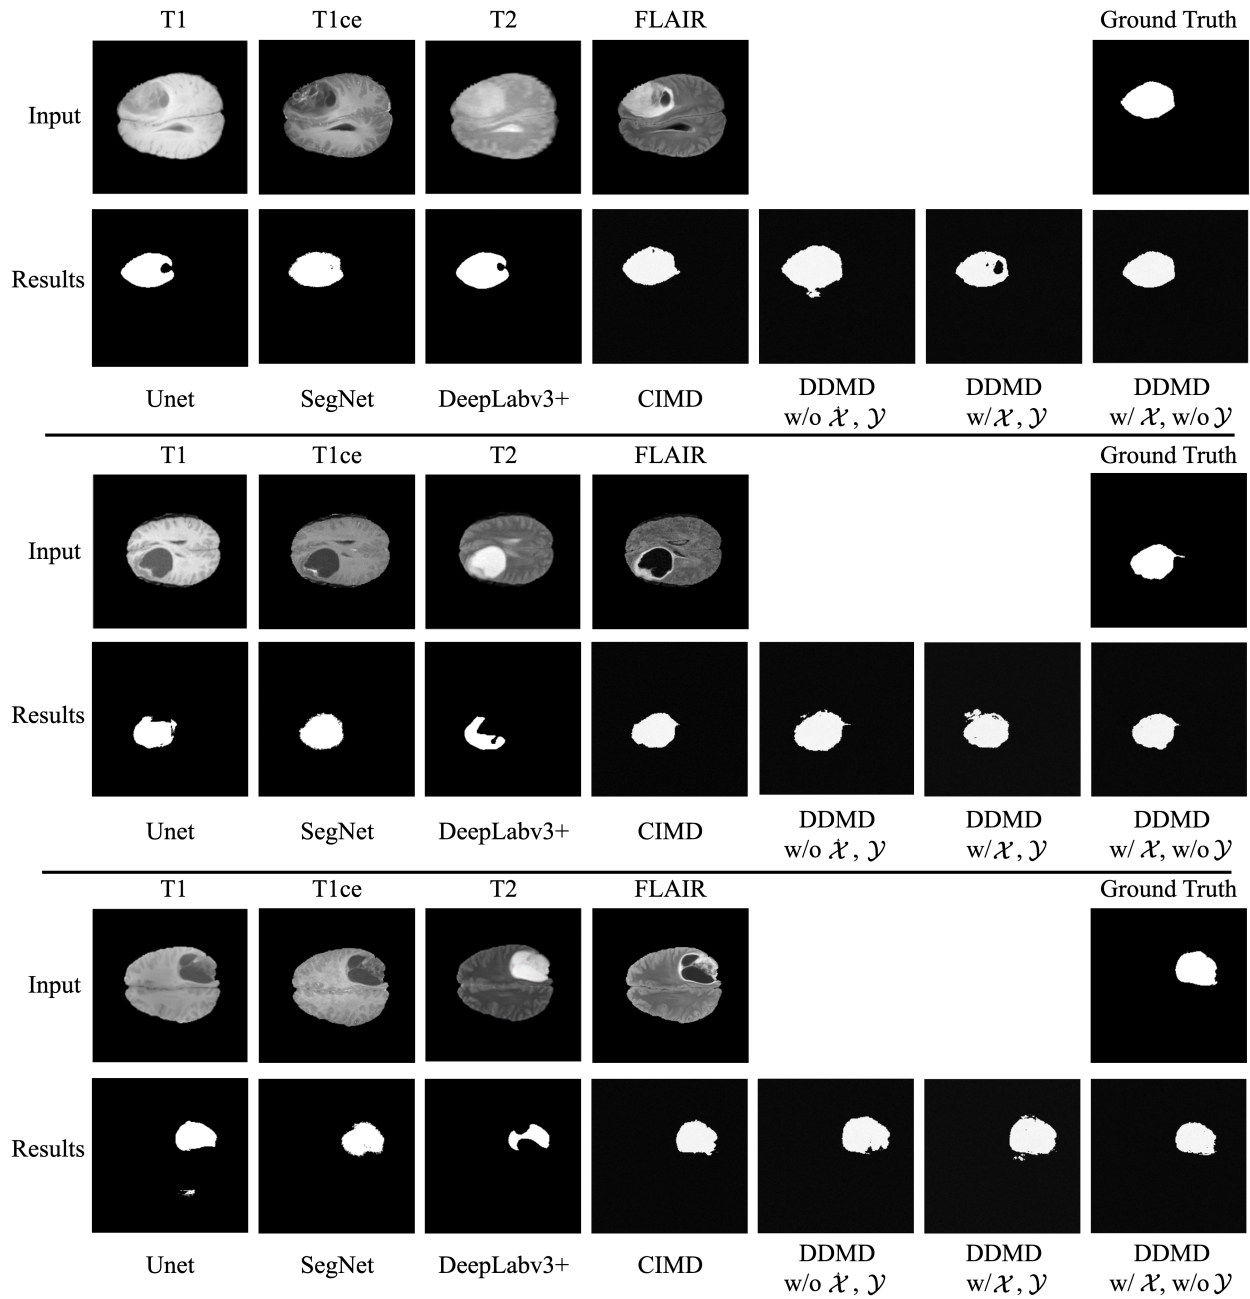 T1 T1ce T2 FLAIR Ground Truth
Input
Results
Unet SegNet DeepLabv3+ CIMD DDMD DDMD DDMD
w/o 𝒳̇ , 𝒴 w/ 𝒳 , 𝒴 w/ 𝒳, w/o 𝒴
T1 T1ce T2 FLAIR Ground Truth
Input
Results
Unet SegNet DeepLabv3+ CIMD DDMD DDMD DDMD
w/o 𝒳̇ , 𝒴 w/ 𝒳 , 𝒴 w/ 𝒳, w/o 𝒴
T1 T1ce T2 FLAIR Ground Truth
Input
Results
Unet SegNet DeepLabv3+ CIMD DDMD DDMD DDMD
w/o 𝒳̇ , 𝒴 w/ 𝒳 , 𝒴 w/ 𝒳, w/o 𝒴